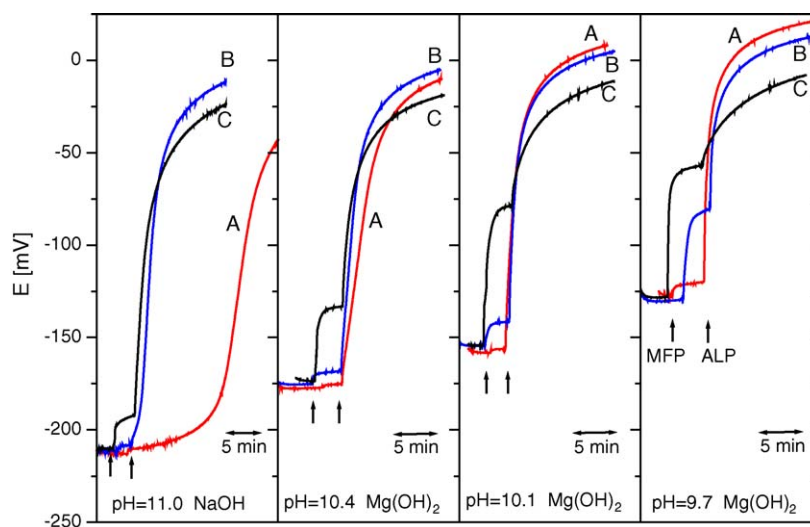 E [mV]
0
-50
-100
-150
-200
-250
B
C
A
5 min
pH=11.0 NaOH
B
C
A
5 min
pH=10.4 Mg(OH)₂
A
B
C
5 min
pH=10.1 Mg(OH)₂
A
B
C
MFP ALP
5 min
pH=9.7 Mg(OH)₂